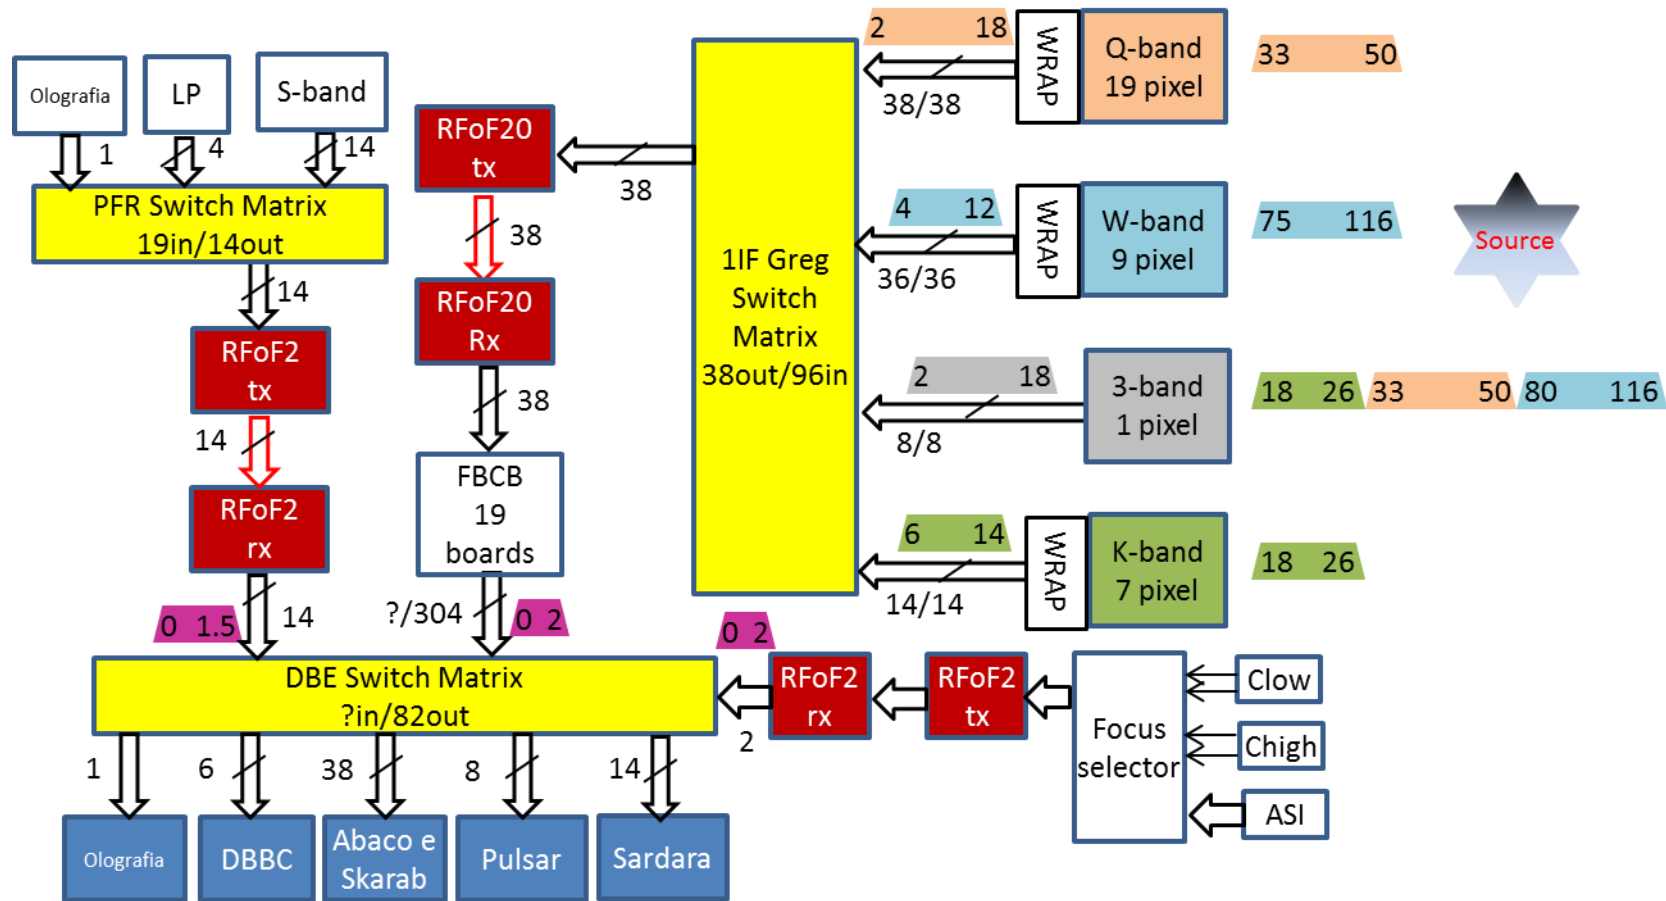 Olografia
LP
S-band
1
4
14
PFR Switch Matrix
19in/14out
14
RFoF2
tx
14
RFoF2
rx
0 1.5
14
RFoF20
tx
38
38
RFoF20
Rx
38
FBCB
19
boards
?/304
0 2
1IF Greg
Switch
Matrix
38out/96in
2 18
38/38
WRAP
Q-band
19 pixel
33 50
4 12
36/36
WRAP
W-band
9 pixel
75 116
Source
2 18
8/8
3-band
1 pixel
18 26 33 50 80 116
6 14
14/14
WRAP
K-band
7 pixel
18 26
DBE Switch Matrix
?in/82out
0 2
2
RFoF2
rx
RFoF2
tx
Focus
selector
Clow
Chigh
ASI
1
6
38
8
14
Olografia
DBBC
Abaco e
Skarab
Pulsar
Sardara